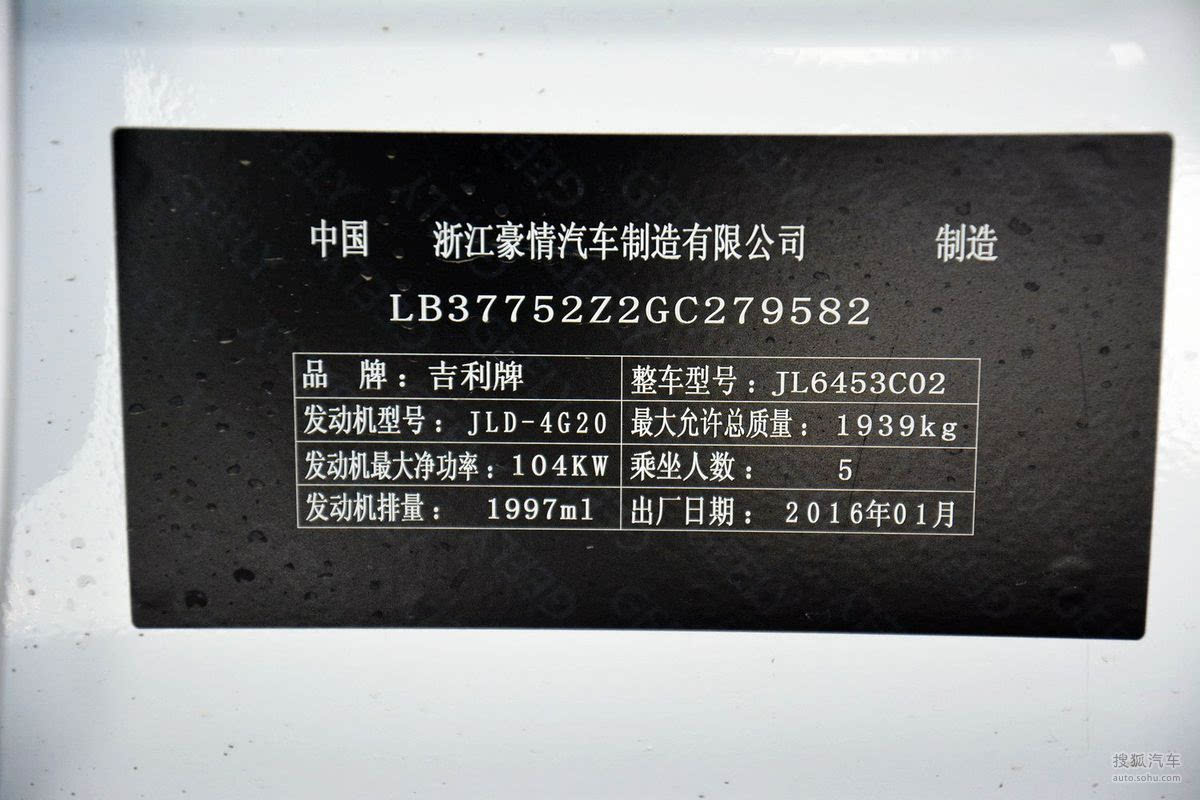 中国 浙江豪情汽车制造有限公司 制造
LB37752Z2GC279582
品 牌：吉利牌 整车型号：JL6453C02
发动机型号：JLD-4G20 最大允许总质量：1939kg
发动机最大净功率：104KW 乘坐人数： 5
发动机排量： 1997ml 出厂日期：2016年01月
搜狐汽车
auto.sohu.com